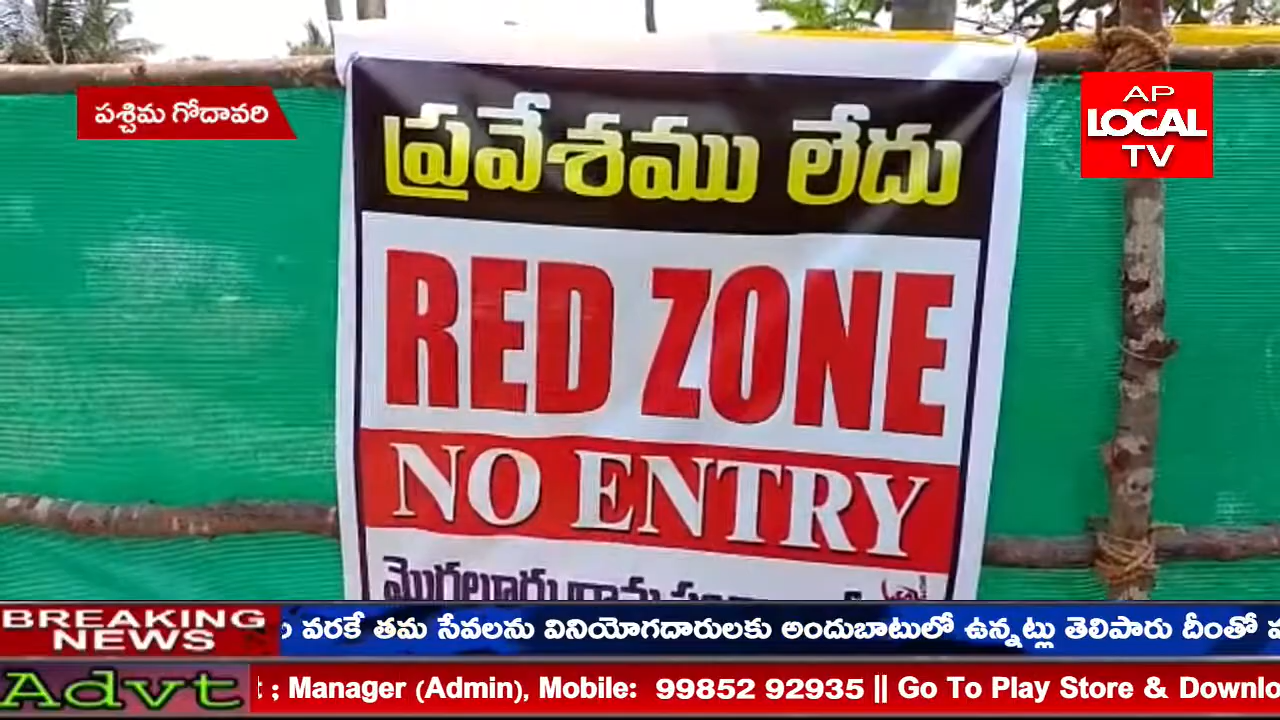 పశ్చిమ గోదావరి
AP
LOCAL
TV
ప్రవేశము లేదు
RED ZONE
NO ENTRY
మొగల్తూరు గ్రామ
BREAKING
NEWS
వరకే తమ సేవలను వినియోగదారులకు అందుబాటులో ఉన్నట్లు తెలిపారు దీంతో
Advt
; Manager (Admin), Mobile: 99852 92935 || Go To Play Store & Downlo